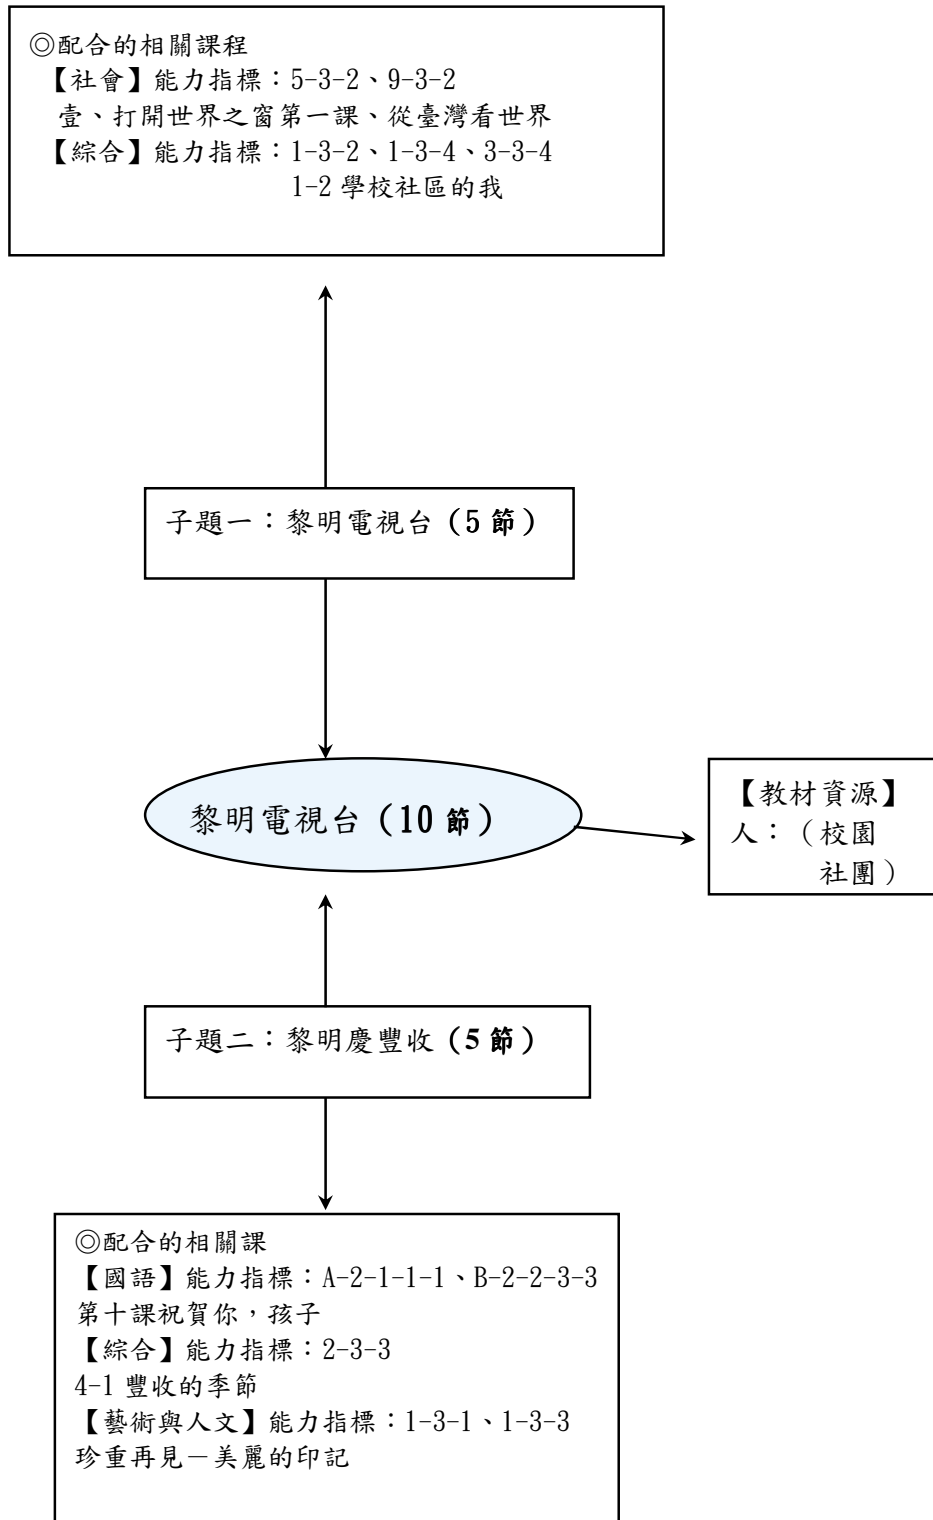 ◎配合的相關課程
【社會】能力指標：5-3-2、9-3-2
壹、打開世界之窗第一課、從臺灣看世界
【綜合】能力指標：1-3-2、1-3-4、3-3-4
1-2 學校社區的我
子題一：黎明電視台（5 節）
黎明電視台（10 節）
【教材資源】
人：（校園
社團）
子題二：黎明慶豐收（5 節）
◎配合的相關課
【國語】能力指標：A-2-1-1-1、B-2-2-3-3
第十課祝賀你，孩子
【綜合】能力指標：2-3-3
4-1 豐收的季節
【藝術與人文】能力指標：1-3-1、1-3-3
珍重再見－美麗的印記